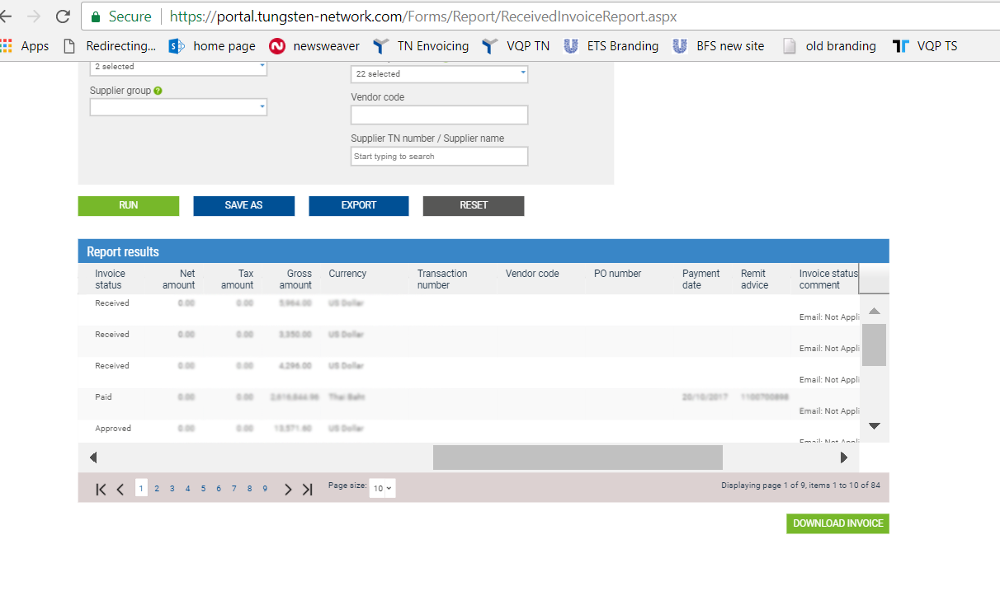 Secure https://portal.tungsten-network.com/Forms/Report/ReceivedInvoiceReport.aspx
Apps Redirecting... home page newsweaver TN Envoicing VQP TN ETS Branding BFS new site old branding VQP TS
2 selected
22 selected
Supplier group
Vendor code
Supplier TN number / Supplier name
Start typing to search
RUN SAVE AS EXPORT RESET
Report results
Invoice Net Tax Gross Currency Transaction Vendor code PO number Payment Remit Invoice status
status amount amount amount number date advice comment
Received 0.00 0.00 5,964.00 US Dollar
Email: Not Appli
Received 0.00 0.00 3,350.00 US Dollar
Email: Not Appli
Received 0.00 0.00 4,296.00 US Dollar
Email: Not Appli
Paid 0.00 0.00 Thai Baht 20/10/2017
Email: Not Appli
Approved 0.00 0.00 13,571.60 US Dollar
Email: Not Appli
1 2 3 4 5 6 7 8 9 Page size: 10 Displaying page 1 of 9, items 1 to 10 of 84
DOWNLOAD INVOICE